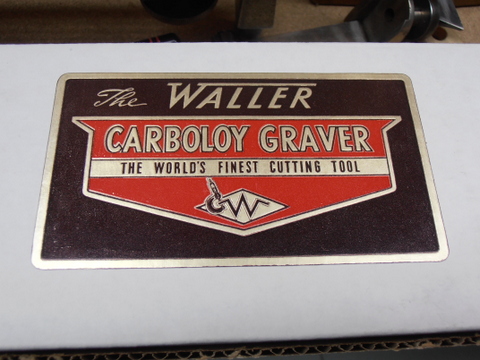 The WALLER
CARBOLOY GRAVER
THE WORLD'S FINEST CUTTING TOOL
W